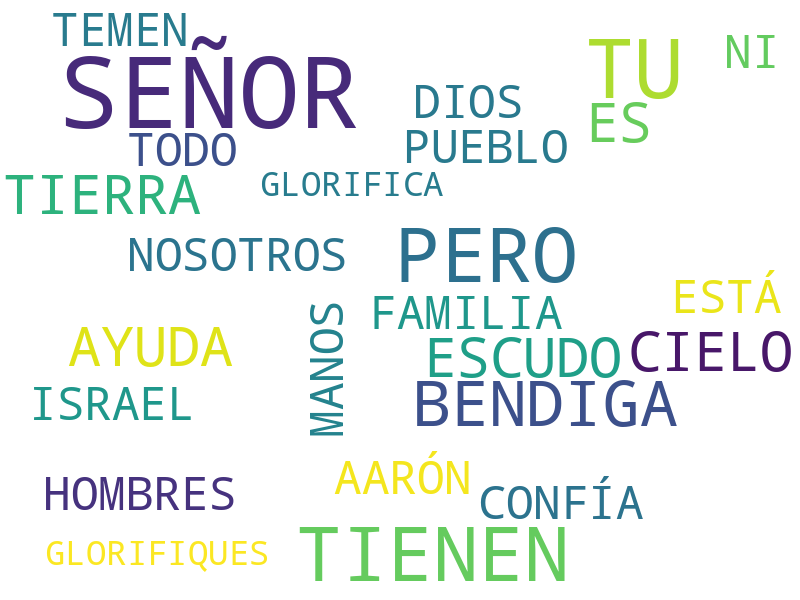 TEMEN
SEÑOR
TU
NI
DIOS
ES
TODO
PUEBLO
TIERRA
GLORIFICA
NOSOTROS
PERO
FAMILIA
ESTÁ
AYUDA
MANOS
ESCUDO
CIELO
ISRAEL
BENDIGA
HOMBRES
AARÓN
CONFÍA
GLORIFIQUES
TIENEN